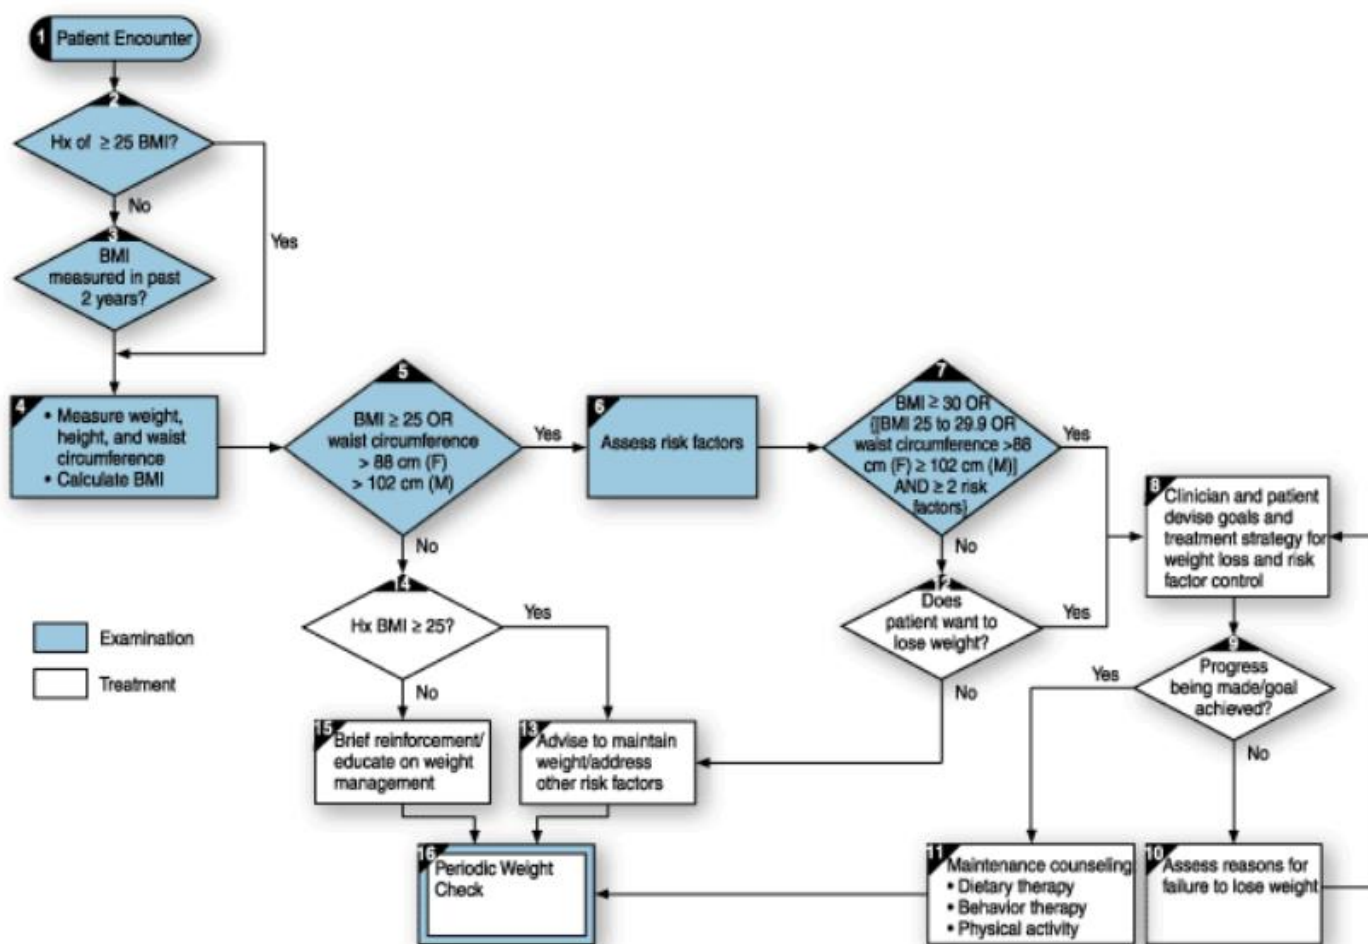 1 Patient Encounter
2
Hx of ≥ 25 BMI?
No
Yes
3
BMI
measured in past
2 years?
4
• Measure weight,
height, and waist
circumference
• Calculate BMI
5
BMI ≥ 25 OR
waist circumference
> 88 cm (F)
> 102 cm (M)
Yes
No
6
Assess risk factors
7
BMI ≥ 30 OR
{[BMI 25 to 29.9 OR
waist circumference >88
cm (F) ≥ 102 cm (M)]
AND ≥ 2 risk
factors}
Yes
No
8
Clinician and patient
devise goals and
treatment strategy for
weight loss and risk
factor control
12
Does
patient want to
lose weight?
Yes
No
14
Hx BMI ≥ 25?
Yes
No
Examination
Treatment
9
Progress
being made/goal
achieved?
Yes
No
15
Brief reinforcement/
educate on weight
management
13
Advise to maintain
weight/address
other risk factors
16
Periodic Weight
Check
11
Maintenance counseling:
• Dietary therapy
• Behavior therapy
• Physical activity
10
Assess reasons for
failure to lose weight